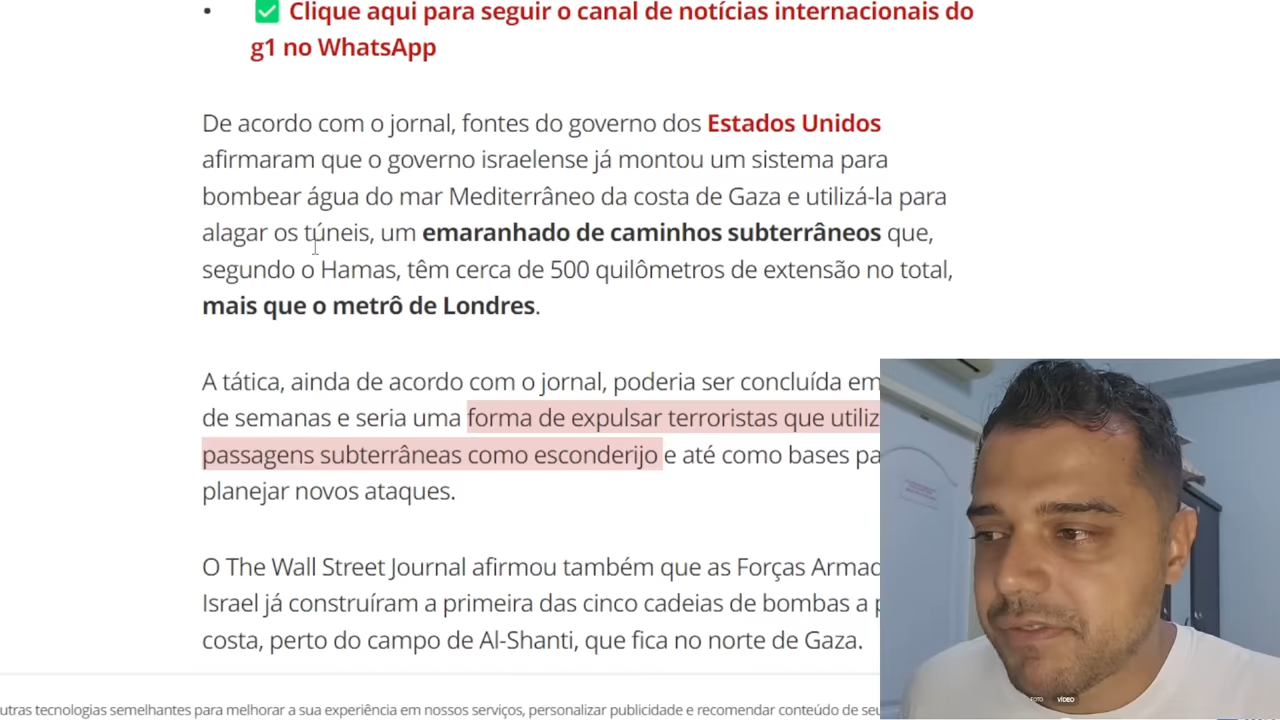 • ✅ Clique aqui para seguir o canal de notícias internacionais do
g1 no WhatsApp
De acordo com o jornal, fontes do governo dos Estados Unidos
afirmaram que o governo israelense já montou um sistema para
bombear água do mar Mediterrâneo da costa de Gaza e utilizá-la para
alagar os túneis, um emaranhado de caminhos subterrâneos que,
segundo o Hamas, têm cerca de 500 quilômetros de extensão no total,
mais que o metrô de Londres.
A tática, ainda de acordo com o jornal, poderia ser concluída em
de semanas e seria uma forma de expulsar terroristas que utiliz
passagens subterrâneas como esconderijo e até como bases pa
planejar novos ataques.
O The Wall Street Journal afirmou também que as Forças Armad
Israel já construíram a primeira das cinco cadeias de bombas a p
costa, perto do campo de Al-Shanti, que fica no norte de Gaza.
utras tecnologias semelhantes para melhorar a sua experiência em nossos serviços, personalizar publicidade e recomendar conteúdo de seu
FOTO VÍDEO